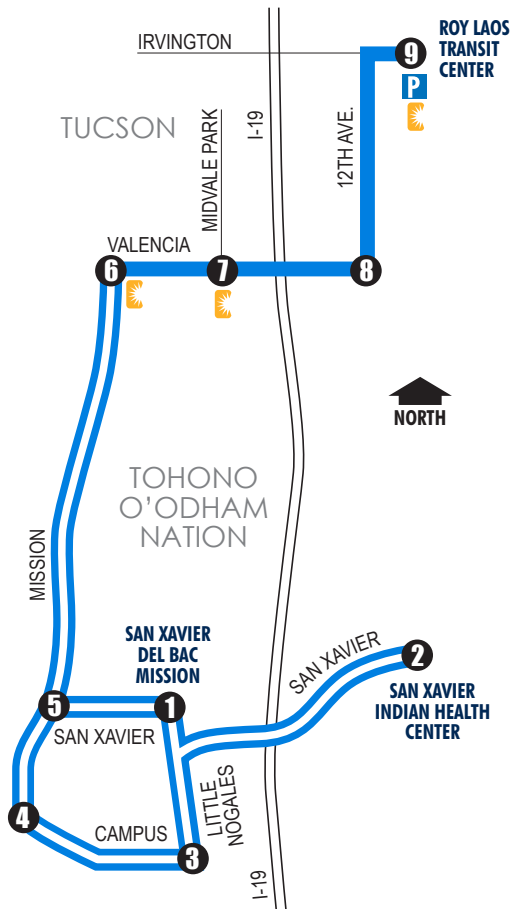 IRVINGTON
9
ROY LAOS
TRANSIT
CENTER
P
TUCSON
MIDVALE PARK
I-19
12TH AVE.
VALENCIA
6
7
8
NORTH
TOHONO
O’ODHAM
NATION
MISSION
SAN XAVIER
DEL BAC
MISSION
SAN XAVIER
2
SAN XAVIER
INDIAN HEALTH
CENTER
5
1
SAN XAVIER
LITTLE
NOGALES
4
CAMPUS
3
I-19